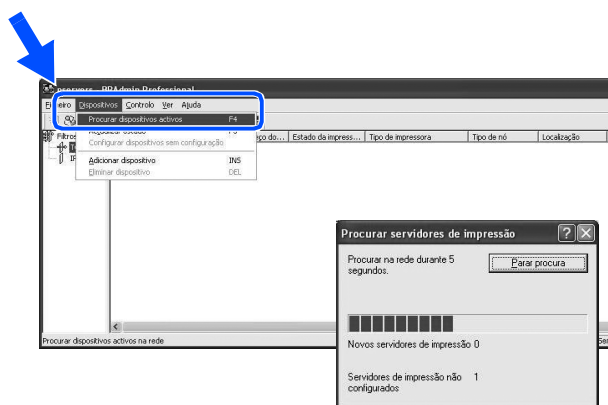 BRAdmin Professional
Dispositivos Controlo Ver Ajuda
Procurar dispositivos activos F4
Configurar dispositivos sem configuração
Adicionar dispositivo INS
Eliminar dispositivo DEL
Filtros
Estado da impress... Tipo de impressora Tipo de nó Localização
Procurar servidores de impressão
Procurar na rede durante 5
segundos.
Parar procura
Novos servidores de impressão 0
Servidores de impressão não 1
configurados
Procurar dispositivos activos na rede